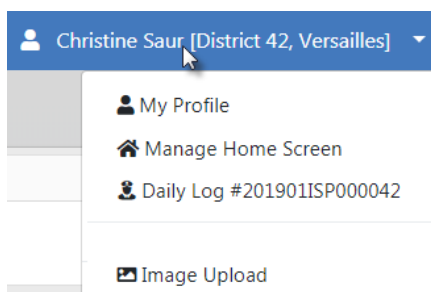 Christine Saur [District 42, Versailles]
My Profile
Manage Home Screen
Daily Log #201901ISP000042
Image Upload